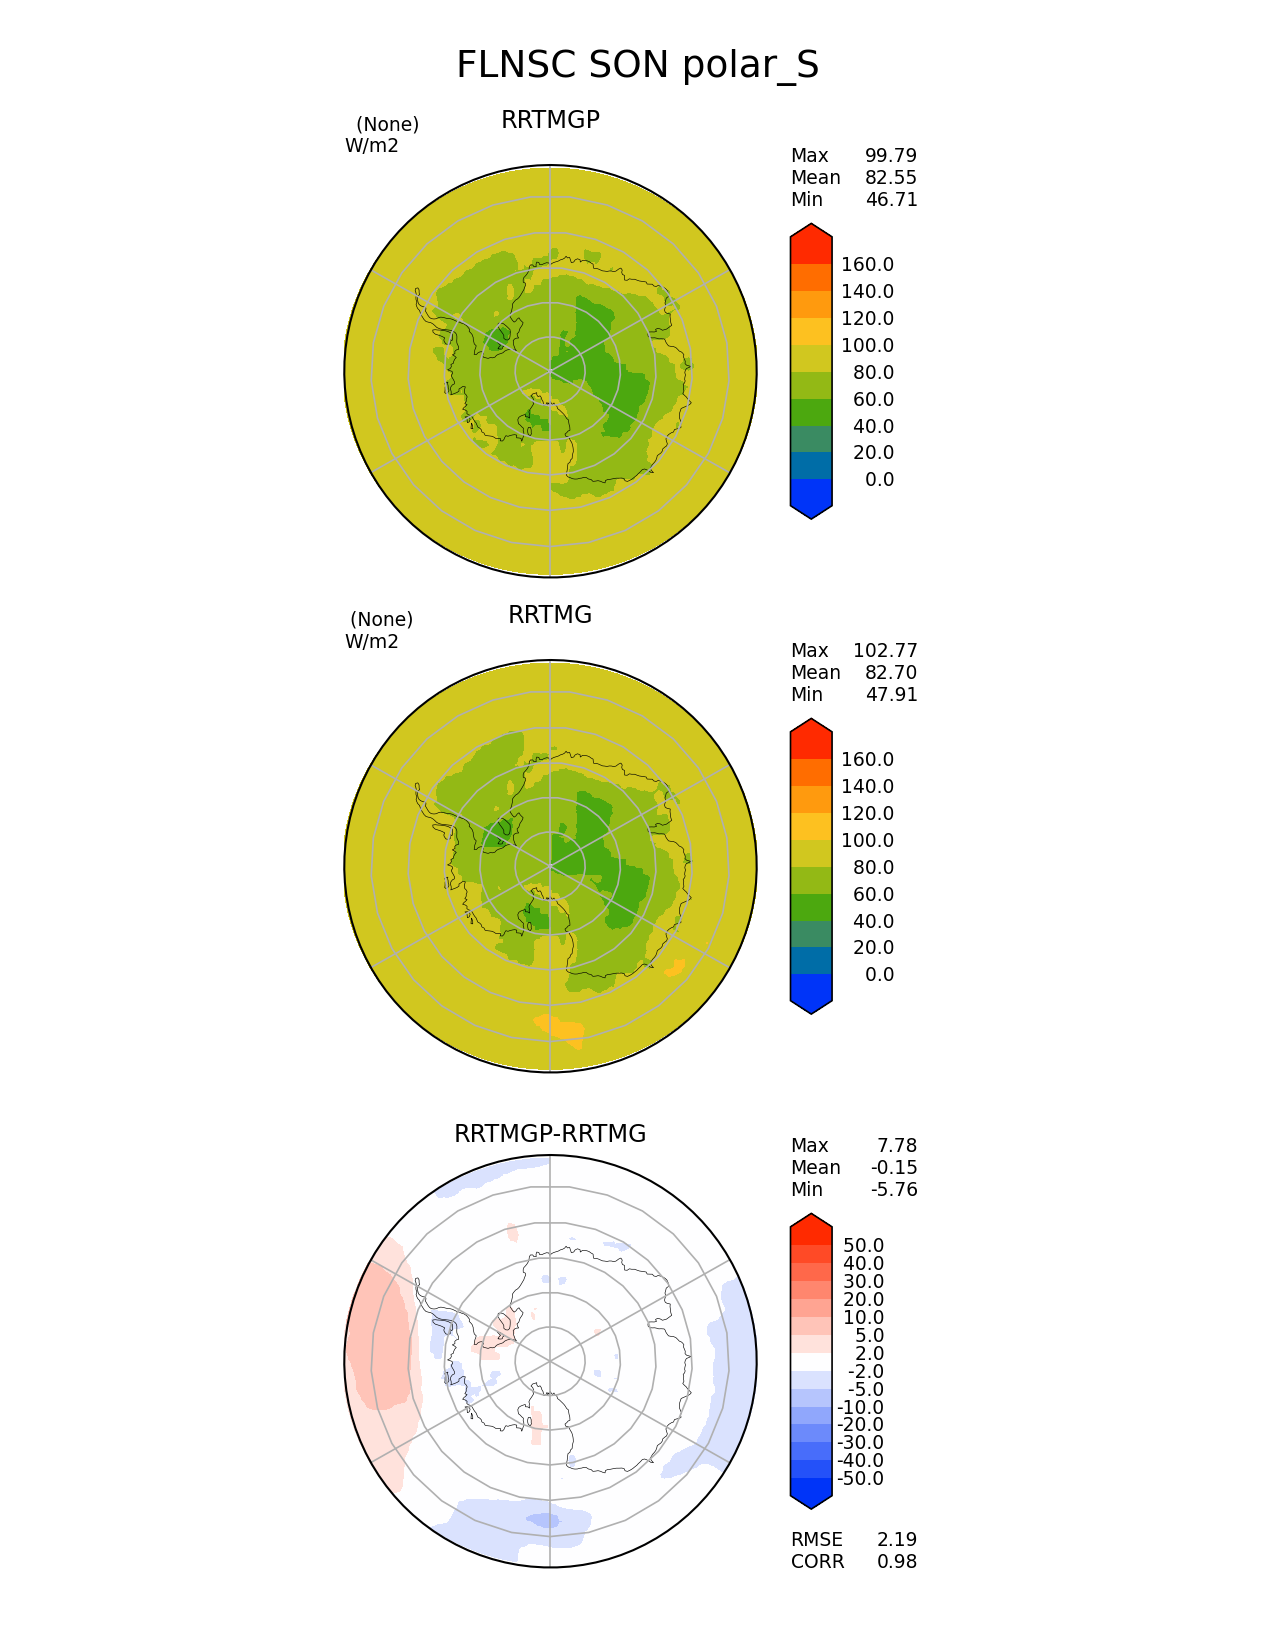 FLNSC SON polar_S
RRTMGP
(None)
W/m2
Max 99.79
Mean 82.55
Min 46.71
160.0
140.0
120.0
100.0
80.0
60.0
40.0
20.0
0.0
RRTMG
(None)
W/m2
Max 102.77
Mean 82.70
Min 47.91
160.0
140.0
120.0
100.0
80.0
60.0
40.0
20.0
0.0
RRTMGP-RRTMG
Max 7.78
Mean -0.15
Min -5.76
50.0
40.0
30.0
20.0
10.0
5.0
2.0
-2.0
-5.0
-10.0
-20.0
-30.0
-40.0
-50.0
RMSE 2.19
CORR 0.98